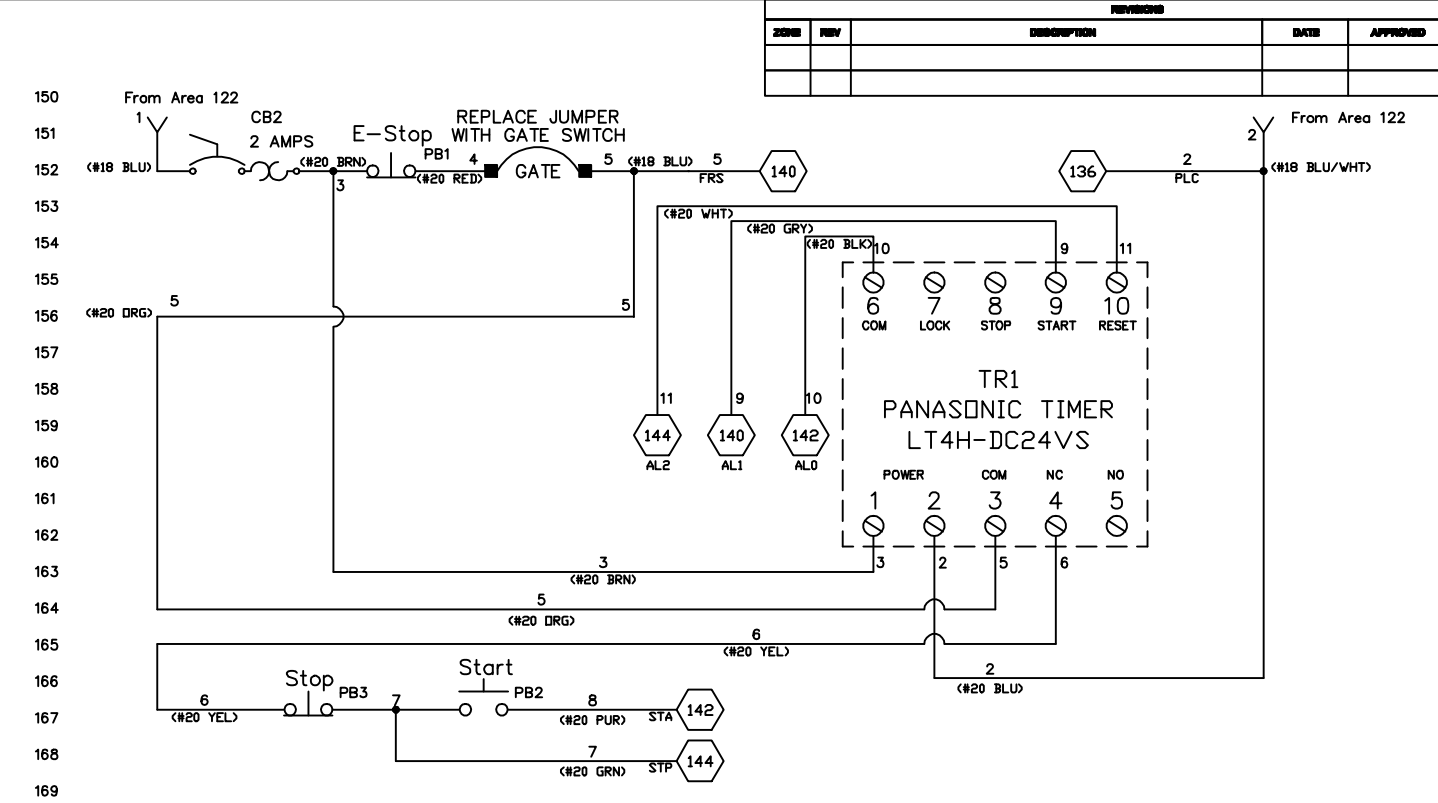 REVISIONS
ZONE REV DESCRIPTION DATE APPROVED
150 From Area 122
1 CB2 REPLACE JUMPER From Area 122
151 2 AMPS E-Stop WITH GATE SWITCH 2
152 (#18 BLU) (#20 BRN) PB1 4 GATE 5 (#18 BLU) 5 140 136 2 (#18 BLU/WHT)
3 (#20 RED) FRS PLC
153 (#20 WHT)
(#20 GRY)
154 (#20 BLK) 10 9 11
155
5 5 6 7 8 9 10
156 (#20 ORG) COM LOCK STOP START RESET
157
TR1
158 PANASONIC TIMER
11 9 10
159 144 140 142 LT4H-DC24VS
160 AL2 AL1 AL0 POWER COM NC NO
161 1 2 3 4 5
162
163 3 3 2 5 6
(#20 BRN)
164 5
(#20 ORG)
165 6
(#20 YEL)
166 Stop Start 2
PB3 PB2 (#20 BLU)
6 7 8
167 (#20 YEL) (#20 PUR) STA 142
168 7
(#20 GRN) STP 144
169